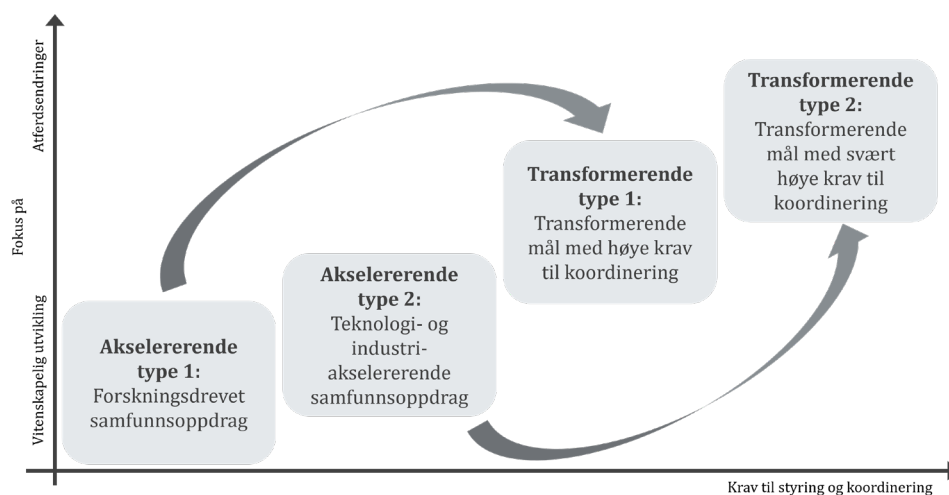 Atferdsendringer
Fokus på
Vitenskapelig utvikling
Akselererende
type 1:
Forskningsdrevet
samfunnsoppdrag
Akselererende
type 2:
Teknologi- og
industri-
akselererende
samfunnsoppdrag
Transformerende
type 1:
Transformerende
mål med høye krav
til koordinering
Transformerende
type 2:
Transformerende
mål med svært
høye krav til
koordinering
Krav til styring og koordinering